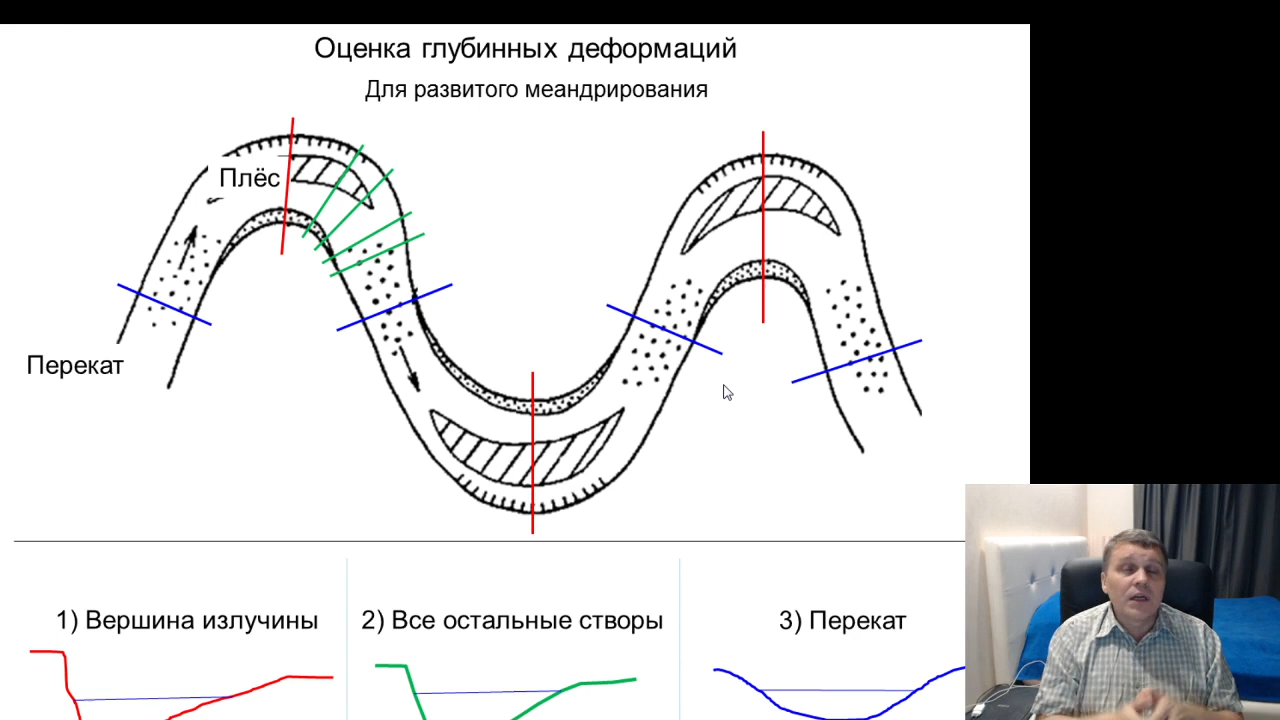 Оценка глубинных деформаций
Для развитого меандрирования
Плёс
Перекат
1) Вершина излучины
2) Все остальные створы
3) Перекат